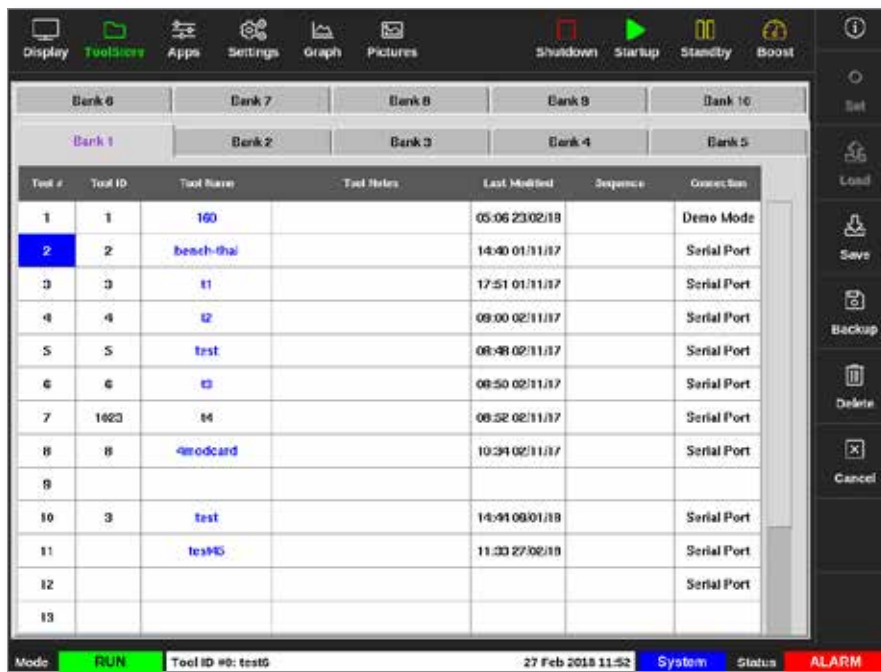 Display ToolStore Apps Settings Graph Pictures Shutdown Startup Standby Boost
Set
Load
Save
Backup
Delete
Cancel
Bank 6 Bank 7 Bank 8 Bank 9 Bank 10
Bank 1 Bank 2 Bank 3 Bank 4 Bank 5
Tool # Tool ID Tool Name Tool Notes Last Modified Sequence Connection
1 1 160 05:06 23/02/18 Demo Mode
2 2 bench-thai 14:40 01/11/17 Serial Port
3 3 t1 17:51 01/11/17 Serial Port
4 4 t2 09:00 02/11/17 Serial Port
5 5 test 08:48 02/11/17 Serial Port
6 6 t3 08:50 02/11/17 Serial Port
7 1623 t4 08:52 02/11/17 Serial Port
8 8 4modcard 10:34 02/11/17 Serial Port
9
10 3 test 14:44 Serial Port
11 test45 11:33 27/02/18 Serial Port
12 Serial Port
13
Mode RUN Tool ID #0: test6 27 Feb 2018 11:52 System Status ALARM